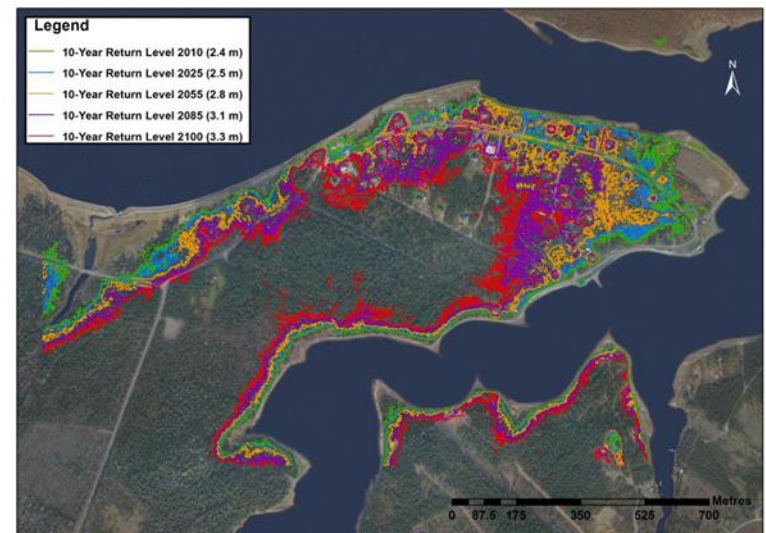 Legend
10-Year Return Level 2010 (2.4 m)
10-Year Return Level 2025 (2.5 m)
10-Year Return Level 2055 (2.8 m)
10-Year Return Level 2085 (3.1 m)
10-Year Return Level 2100 (3.3 m)
N
Metres
0 87.5 175 350 525 700